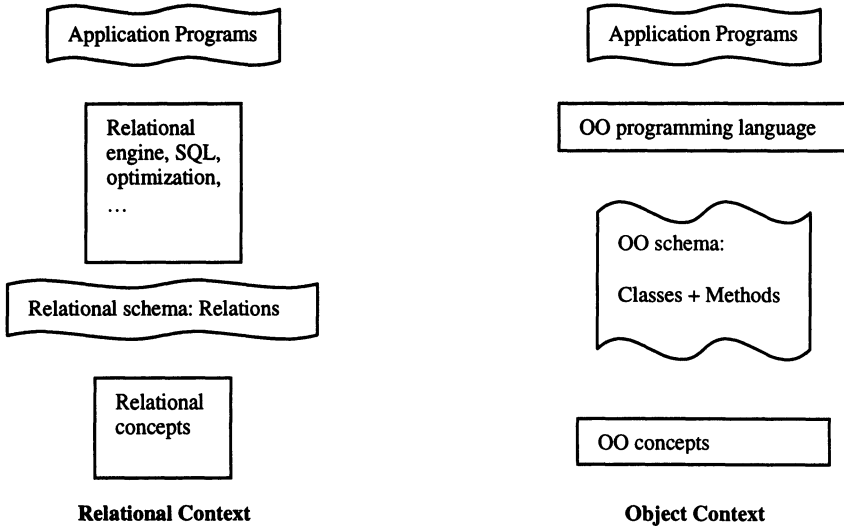 Application Programs
Relational
engine, SQL,
optimization,
…
Relational schema: Relations
Relational
concepts
Relational Context
Application Programs
OO programming language
OO schema:
Classes + Methods
OO concepts
Object Context